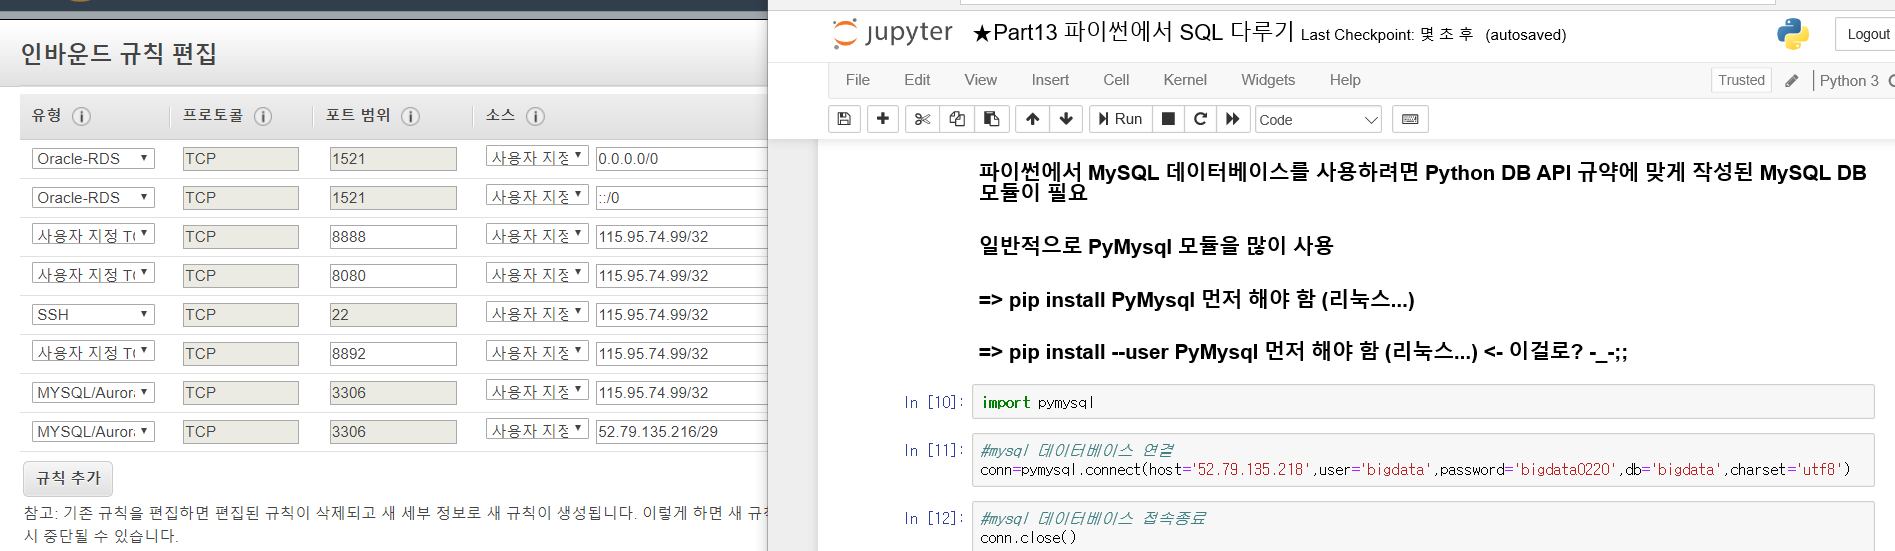 인바운드 규칙 편집
유형 프로토콜 포트 범위 소스
Oracle-RDS TCP 1521 사용자 지정 0.0.0.0/0
Oracle-RDS TCP 1521 사용자 지정 ::/0
사용자 지정 TC TCP 8888 사용자 지정 115.95.74.99/32
사용자 지정 TC TCP 8080 사용자 지정 115.95.74.99/32
SSH TCP 22 사용자 지정 115.95.74.99/32
사용자 지정 TC TCP 8892 사용자 지정 115.95.74.99/32
MYSQL/Auror TCP 3306 사용자 지정 115.95.74.99/32
MYSQL/Auror TCP 3306 사용자 지정 52.79.135.216/29
규칙 추가
참고: 기존 규칙을 편집하면 편집된 규칙이 삭제되고 새 세부 정보로 새 규칙이 생성됩니다. 이렇게 하면 새 규
시 중단될 수 있습니다.
jupyter ★Part13 파이썬에서 SQL 다루기 Last Checkpoint: 몇 초 후 (autosaved)
Logout
File Edit View Insert Cell Kernel Widgets Help
Trusted Python 3
Run Code
파이썬에서 MySQL 데이터베이스를 사용하려면 Python DB API 규약에 맞게 작성된 MySQL DB
모듈이 필요
일반적으로 PyMysql 모듈을 많이 사용
=> pip install PyMysql 먼저 해야 함 (리눅스...)
=> pip install --user PyMysql 먼저 해야 함 (리눅스...) <- 이걸로? -_-;;
In [10]: import pymysql
In [11]: #mysql 데이터베이스 연결
conn=pymysql.connect(host='52.79.135.218',user='bigdata',password='bigdata0220',db='bigdata',charset='utf8')
In [12]: #mysql 데이터베이스 접속종료
conn.close()